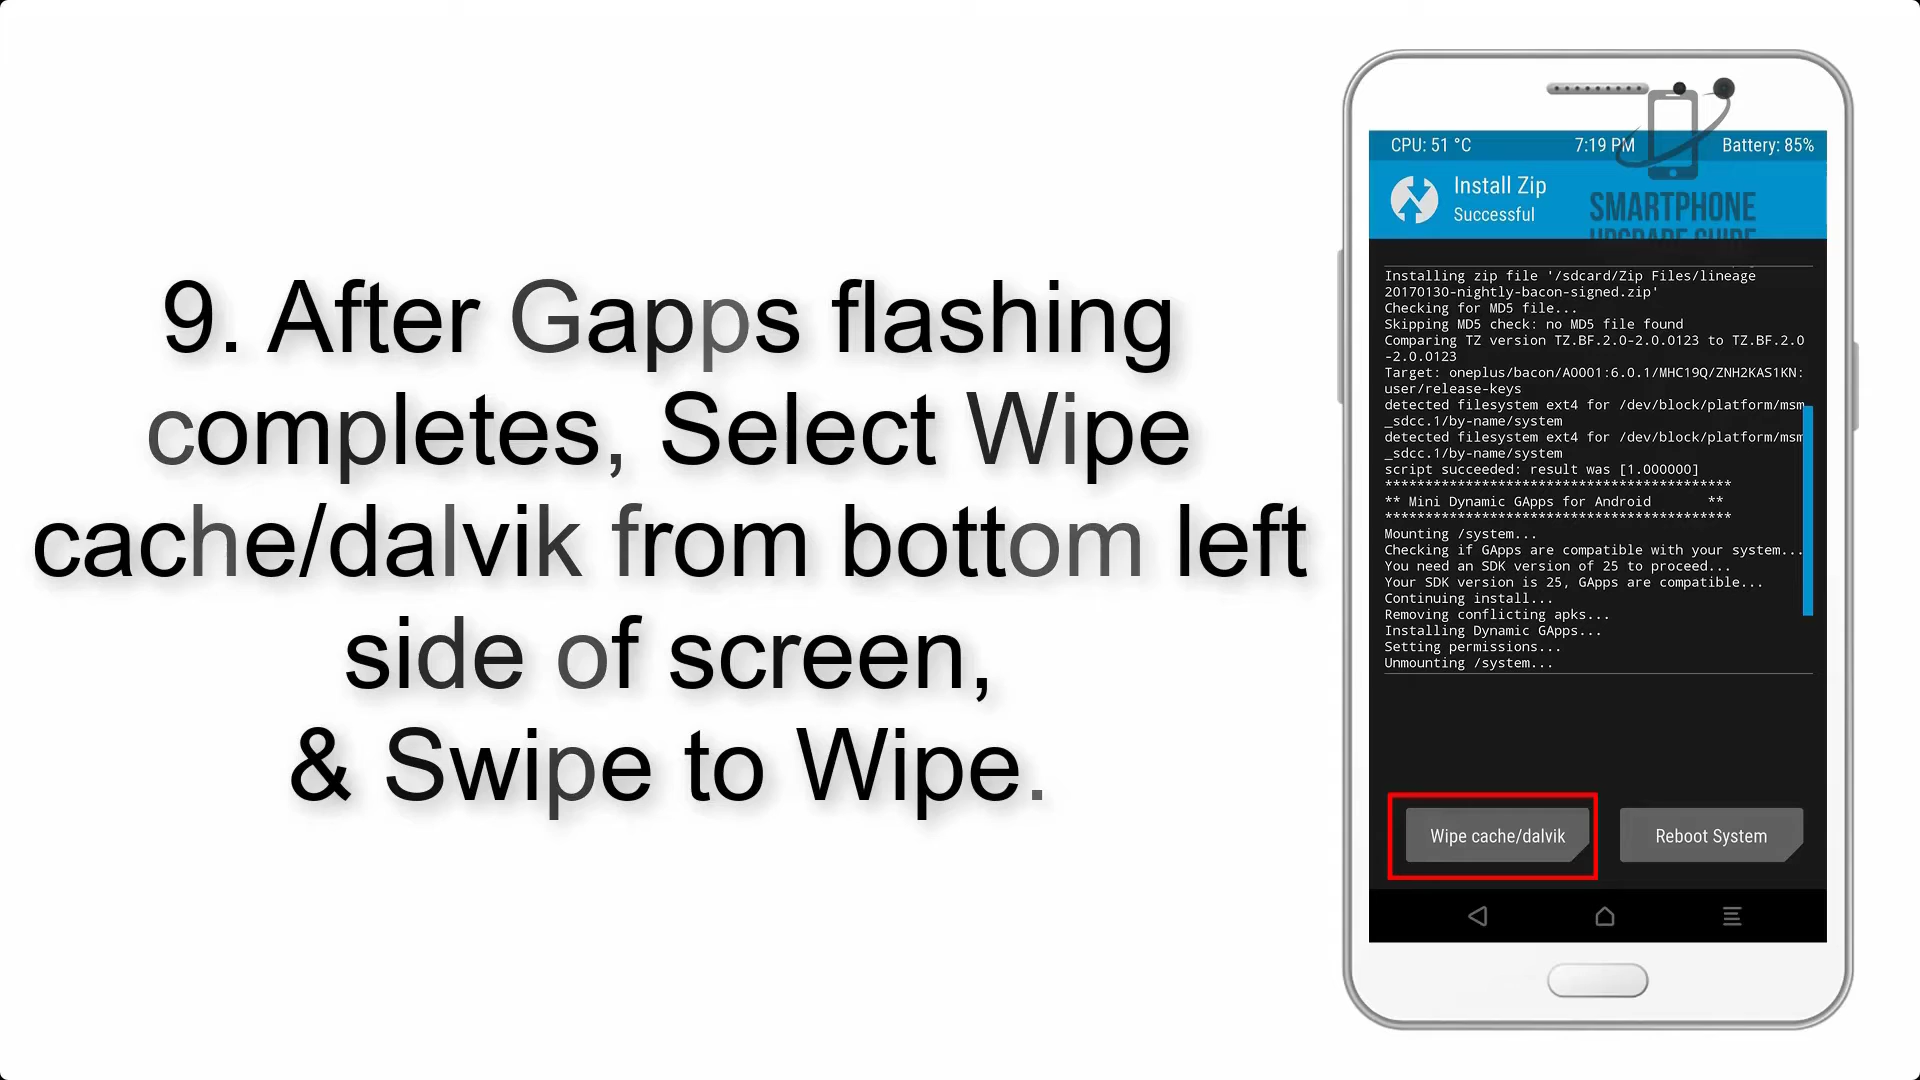 9. After Gapps flashing
completes, Select Wipe
cache/dalvik from bottom left
side of screen,
& Swipe to Wipe.
CPU: 51 °C 7:19 PM Battery: 85%
Install Zip
Successful
SMARTPHONE
UPGRADE GUIDE
Installing zip file '/sdcard/Zip Files/lineage
20170130-nightly-bacon-signed.zip'
Checking for MD5 file...
Skipping MD5 check: no MD5 file found
Comparing TZ version TZ.BF.2.0-2.0.0123 to TZ.BF.2.0
-2.0.0123
Target: oneplus/bacon/A0001:6.0.1/MHC19Q/ZNH2KAS1KN:
user/release-keys
detected filesystem ext4 for /dev/block/platform/msm
_sdcc.1/by-name/system
detected filesystem ext4 for /dev/block/platform/msm
_sdcc.1/by-name/system
script succeeded: result was [1.000000]
******************************************
** Mini Dynamic GApps for Android **
******************************************
Mounting /system...
Checking if GApps are compatible with your system...
You need an SDK version of 25 to proceed...
Your SDK version is 25, GApps are compatible...
Continuing install...
Removing conflicting apks...
Installing Dynamic GApps...
Setting permissions...
Unmounting /system...
Wipe cache/dalvik Reboot System